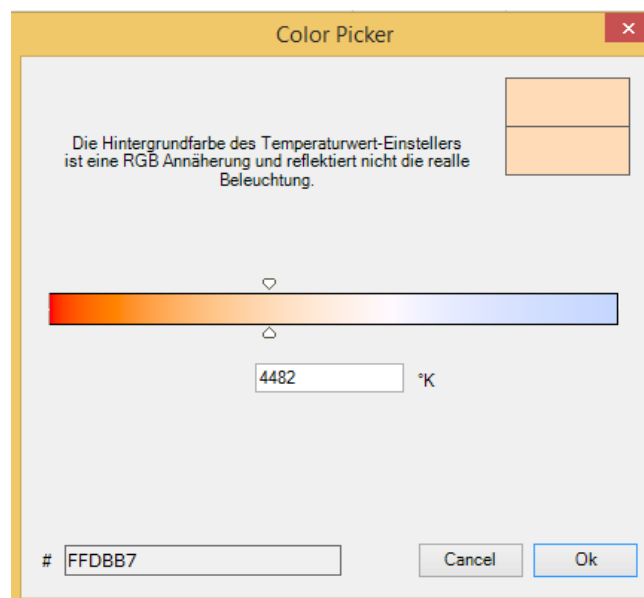 Color Picker
Die Hintergrundfarbe des Temperaturwert-Einstellers
ist eine RGB Annäherung und reflektiert nicht die realle
Beleuchtung.
4482 °K
# FFDBB7 Cancel Ok